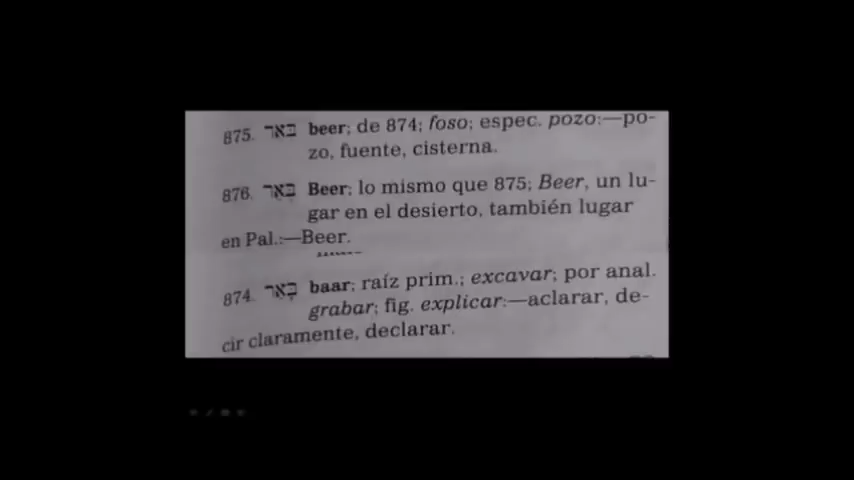 875. בְּאֵר beer; de 874; foso; espec. pozo:—po-
zo, fuente, cisterna.
876. בְּאֵר Beer; lo mismo que 875; Beer, un lu-
gar en el desierto, también lugar
en Pal.:—Beer.
874. בָּאַר baar; raíz prim.; excavar; por anal.
grabar; fig. explicar:—aclarar, de-
cir claramente, declarar.